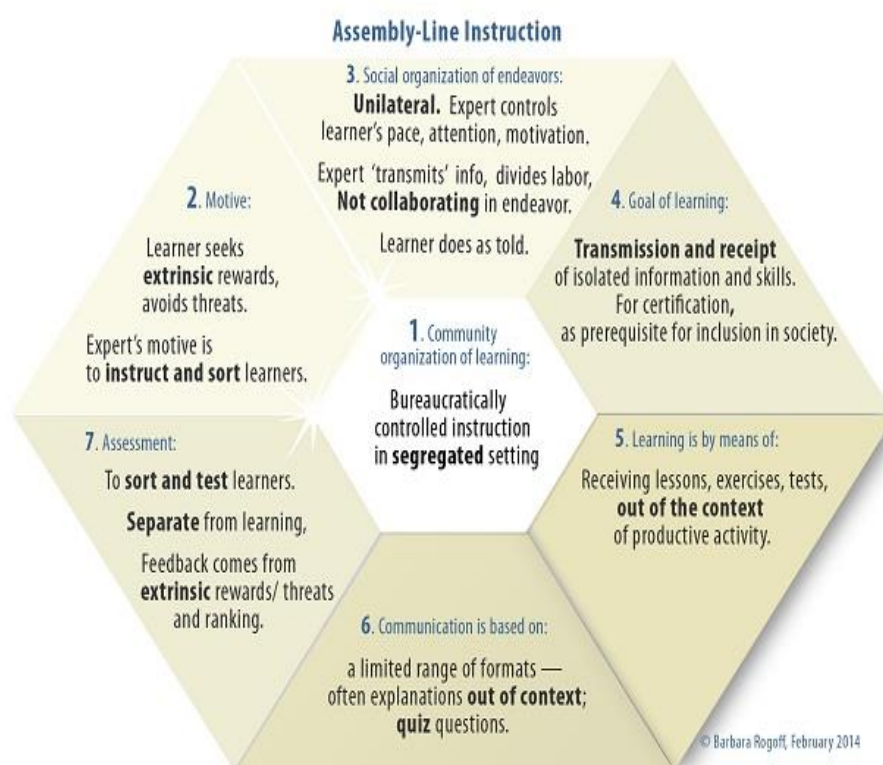 Assembly-Line Instruction
3. Social organization of endeavors:
Unilateral. Expert controls
learner's pace, attention, motivation.
Expert 'transmits' info, divides labor,
Not collaborating in endeavor.
Learner does as told.
2. Motive:
Learner seeks
extrinsic rewards,
avoids threats.
Expert's motive is
to instruct and sort learners.
4. Goal of learning:
Transmission and receipt
of isolated information and skills.
For certification,
as prerequisite for inclusion in society.
1. Community
organization of learning:
Bureaucratically
controlled instruction
in segregated setting
7. Assessment:
To sort and test learners.
Separate from learning,
Feedback comes from
extrinsic rewards/ threats
and ranking.
5. Learning is by means of:
Receiving lessons, exercises, tests,
out of the context
of productive activity.
6. Communication is based on:
a limited range of formats —
often explanations out of context;
quiz questions.
© Barbara Rogoff, February 2014